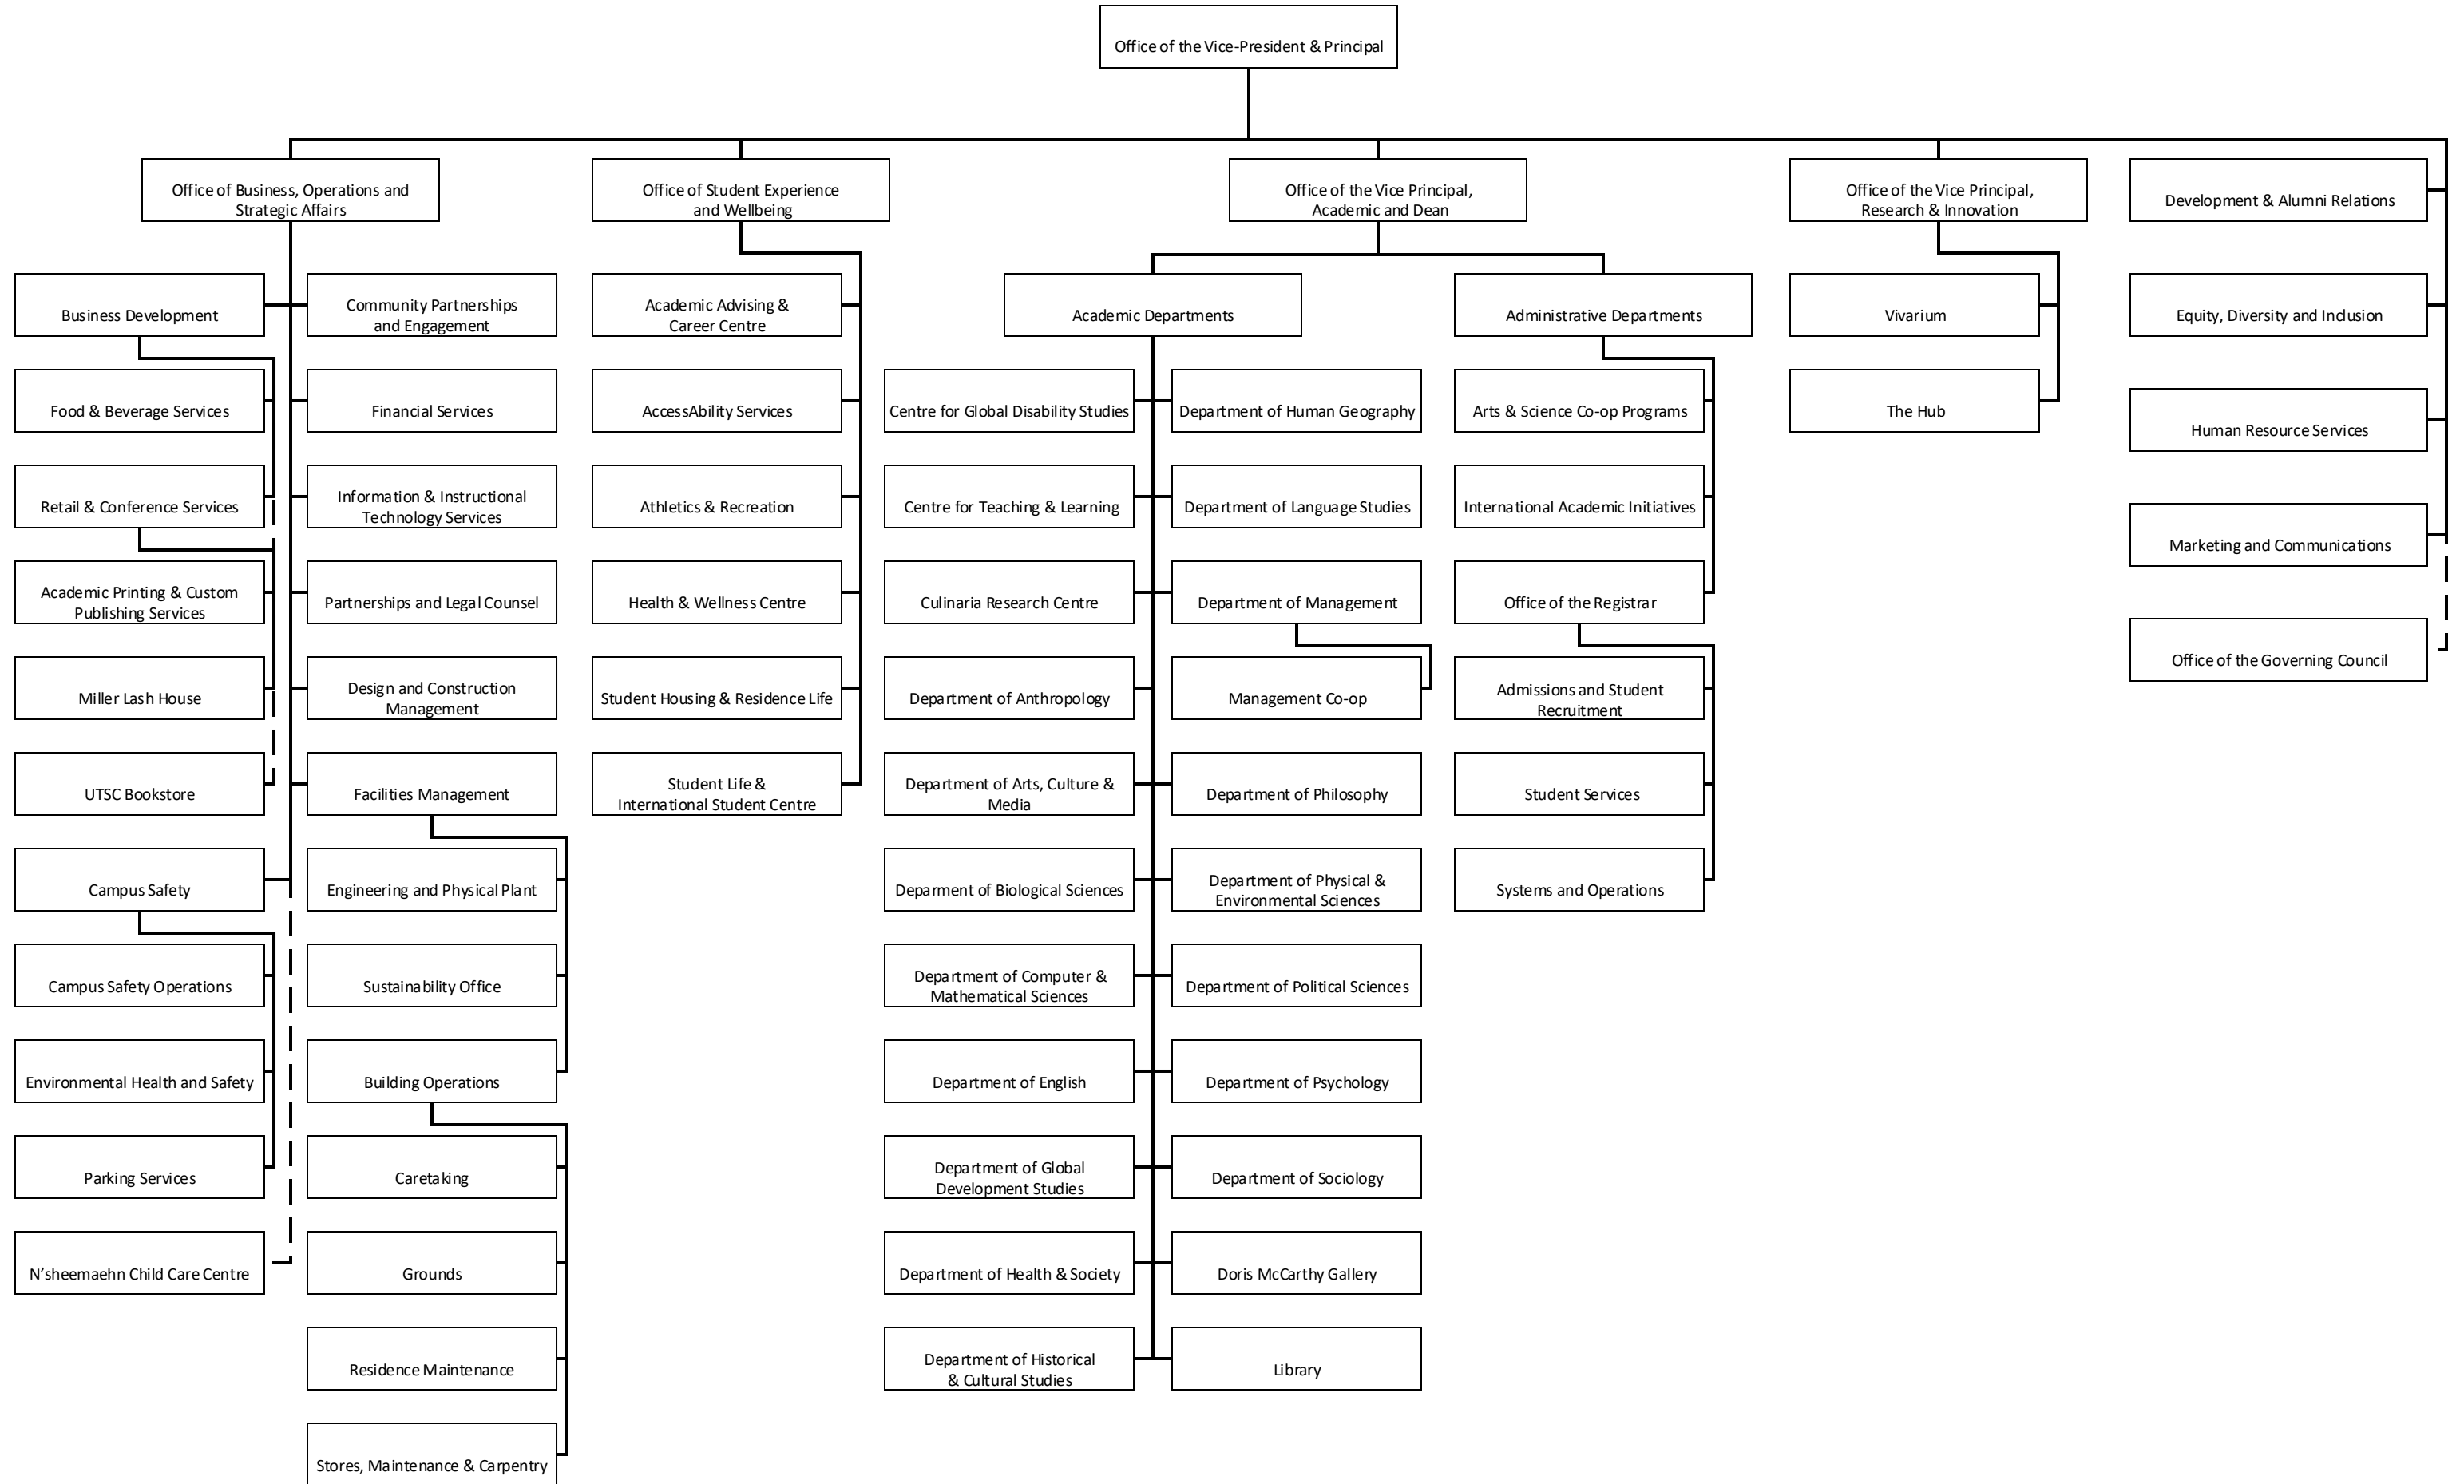 Office of the Vice-President & Principal
Office of Business, Operations and
Strategic Affairs
Office of Student Experience
and Wellbeing
Office of the Vice Principal,
Academic and Dean
Office of the Vice Principal,
Research & Innovation
Development & Alumni Relations
Business Development
Community Partnerships
and Engagement
Academic Advising &
Career Centre
Academic Departments
Administrative Departments
Vivarium
Equity, Diversity and Inclusion
Food & Beverage Services
Financial Services
AccessAbility Services
Centre for Global Disability Studies
Department of Human Geography
Arts & Science Co-op Programs
The Hub
Human Resource Services
Retail & Conference Services
Information & Instructional
Technology Services
Athletics & Recreation
Centre for Teaching & Learning
Department of Language Studies
International Academic Initiatives
Marketing and Communications
Academic Printing & Custom
Publishing Services
Partnerships and Legal Counsel
Health & Wellness Centre
Culinaria Research Centre
Department of Management
Office of the Registrar
Office of the Governing Council
Miller Lash House
Design and Construction
Management
Student Housing & Residence Life
Department of Anthropology
Management Co-op
Admissions and Student
Recruitment
UTSC Bookstore
Facilities Management
Student Life &
International Student Centre
Department of Arts, Culture &
Media
Department of Philosophy
Student Services
Campus Safety
Engineering and Physical Plant
Deparment of Biological Sciences
Department of Physical &
Environmental Sciences
Systems and Operations
Campus Safety Operations
Sustainability Office
Department of Computer &
Mathematical Sciences
Department of Political Sciences
Environmental Health and Safety
Building Operations
Department of English
Department of Psychology
Parking Services
Caretaking
Department of Global
Development Studies
Department of Sociology
N’sheemaehn Child Care Centre
Grounds
Department of Health & Society
Doris McCarthy Gallery
Residence Maintenance
Department of Historical
& Cultural Studies
Library
Stores, Maintenance & Carpentry